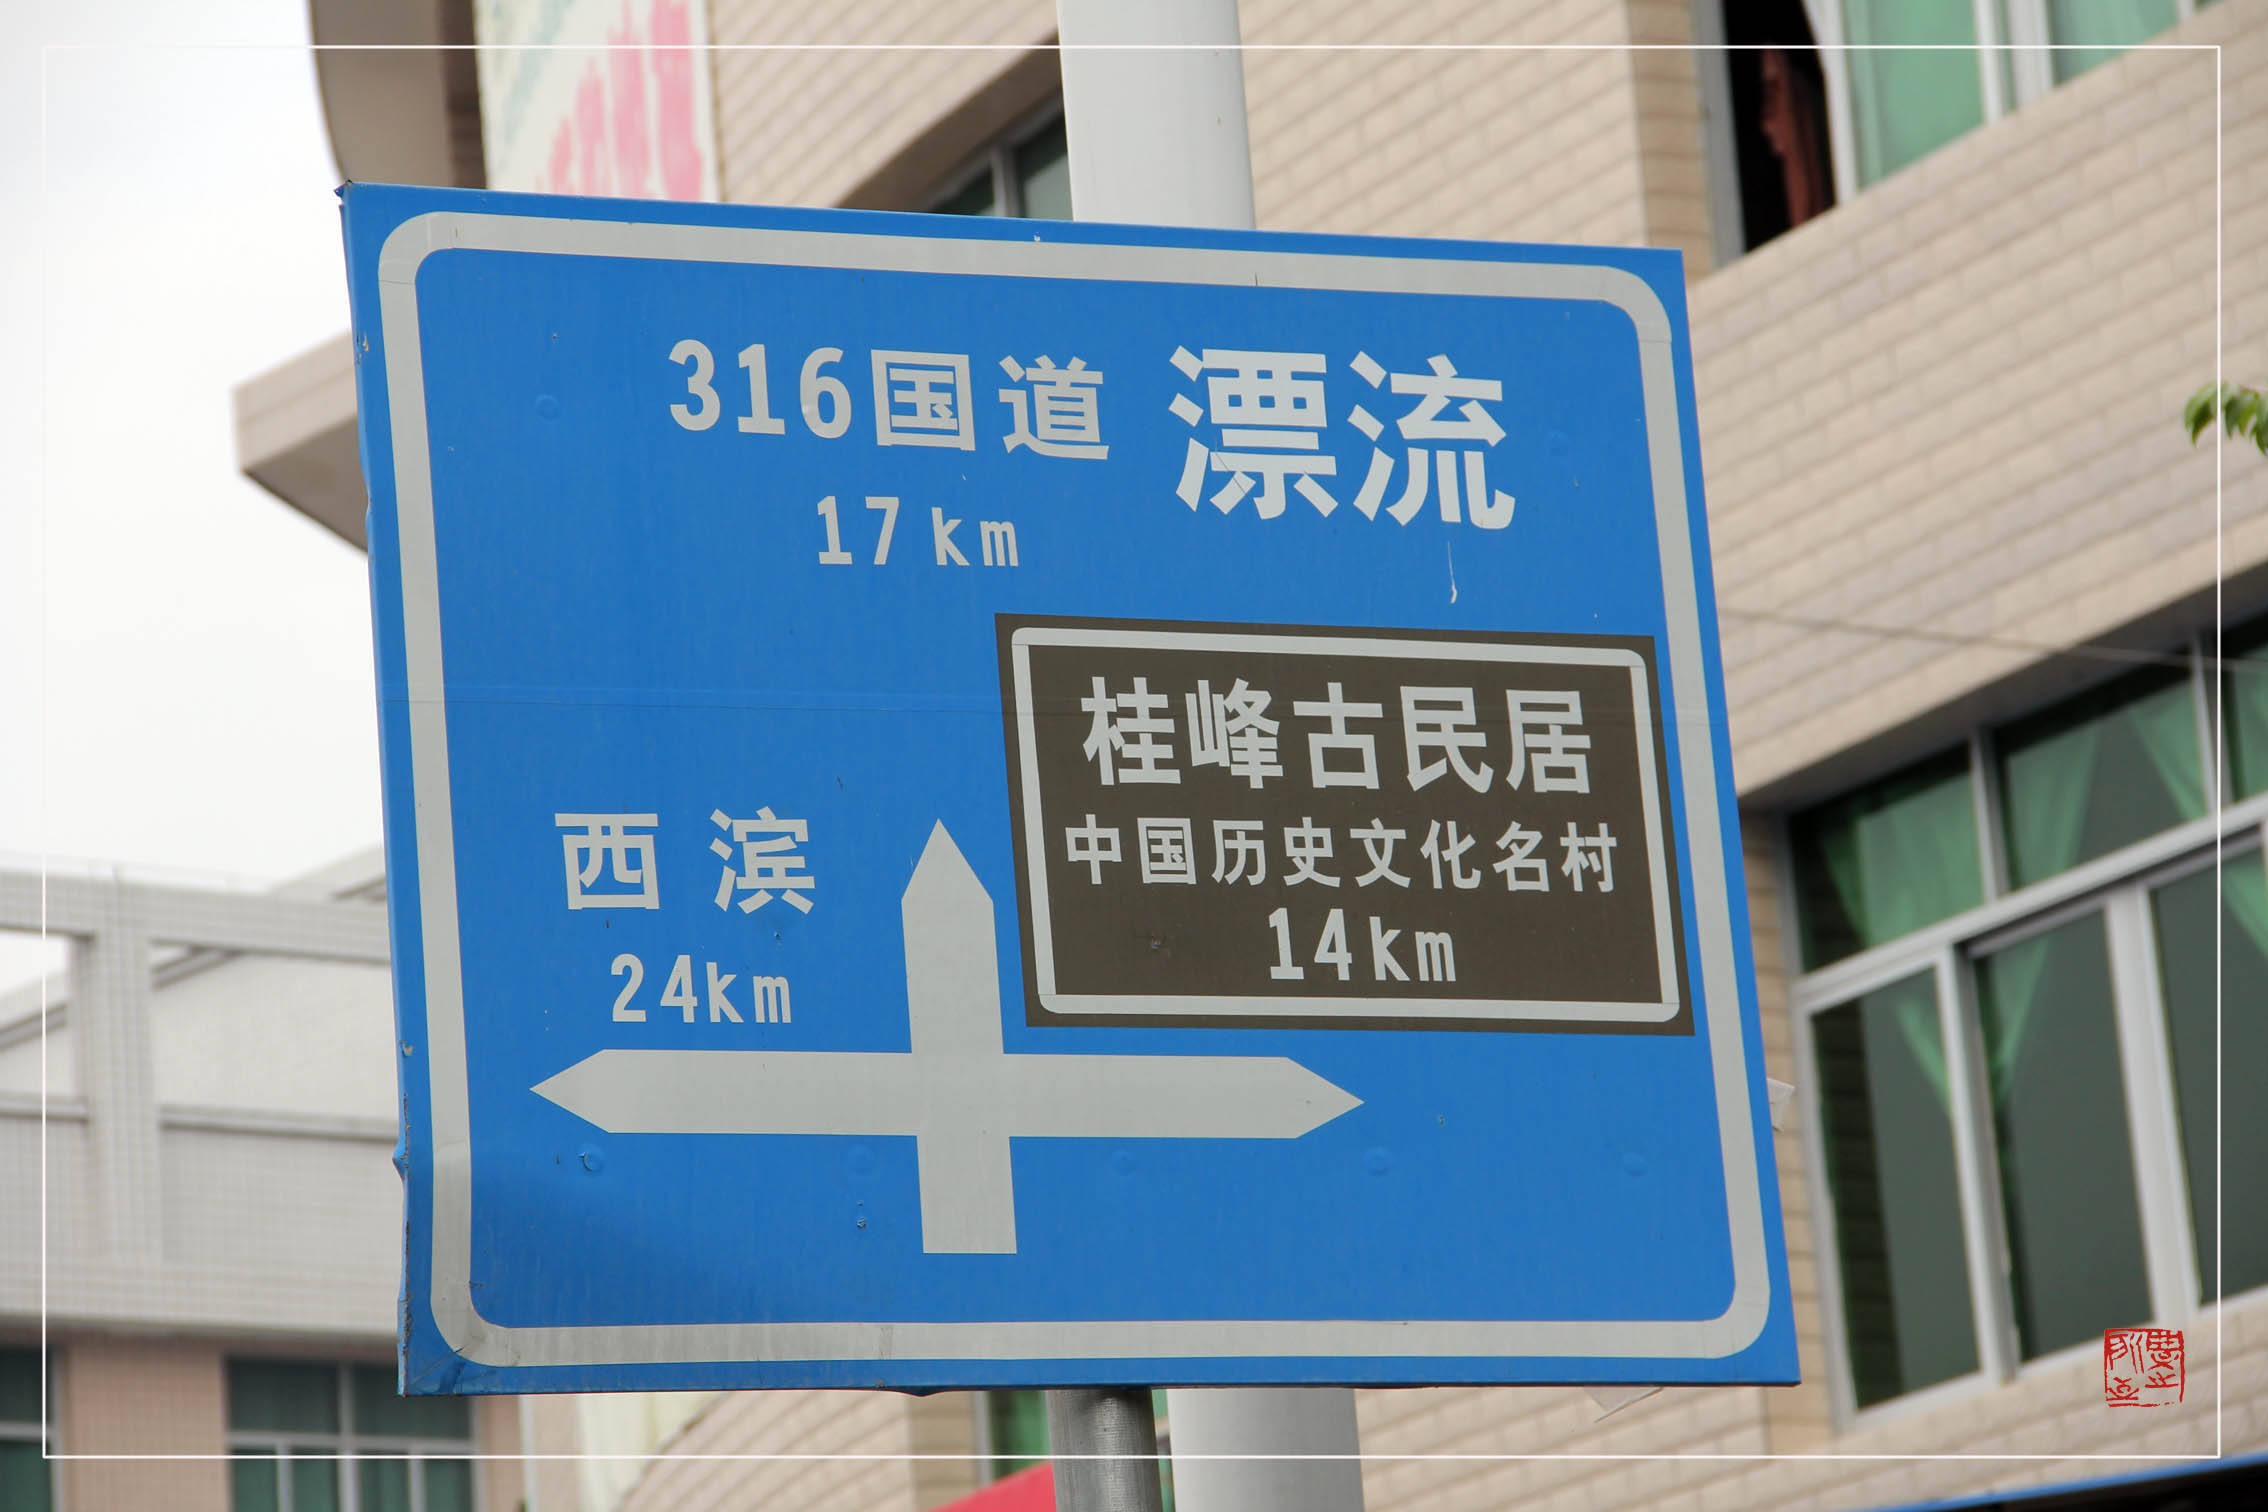 316国道 漂流
17km
桂峰古民居
中国历史文化名村
14km
西滨
24km